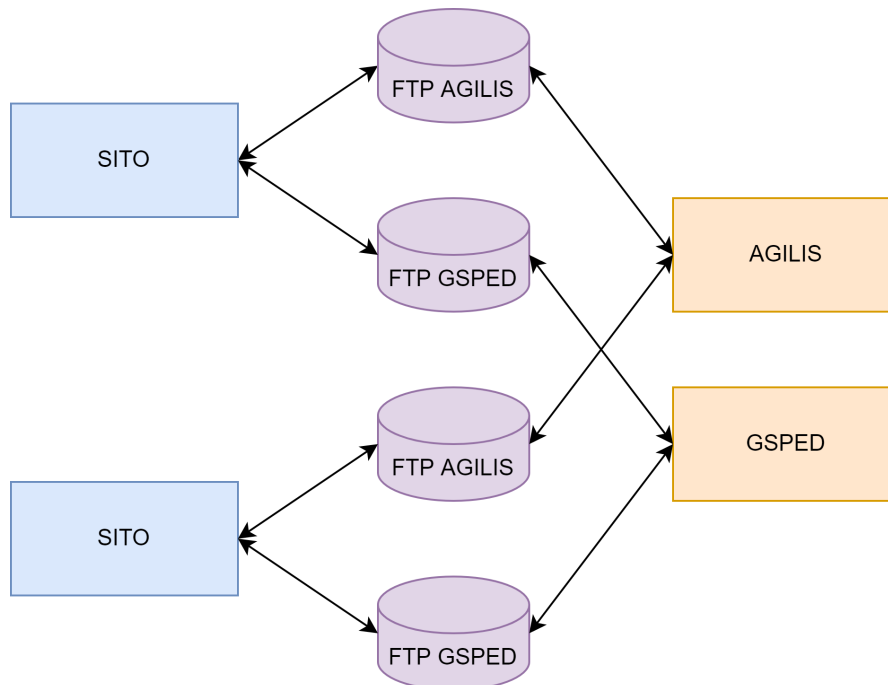 FTP AGILIS
SITO
FTP GSPED
AGILIS
FTP AGILIS
GSPED
SITO
FTP GSPED